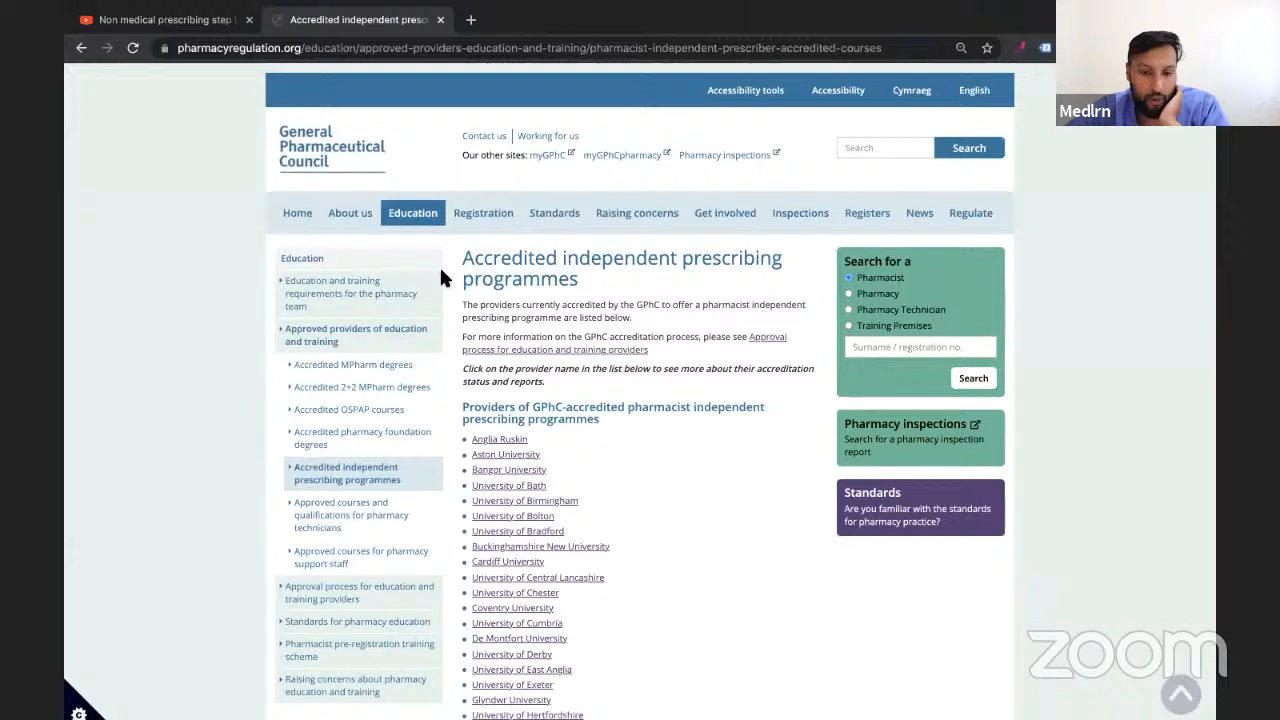 Non medical prescribing step
Accredited independent presc
pharmacyregulation.org/education/approved-providers-education-and-training/pharmacist-independent-prescriber-accredited-courses
Medlrn
Accessibility tools
Accessibility
Cymraeg
English
General
Pharmaceutical
Council
Contact us
Working for us
Our other sites: myGPhC myGPhCpharmacy Pharmacy inspections
Search
Search
Home
About us
Education
Registration
Standards
Raising concerns
Get involved
Inspections
Registers
News
Regulate
Education
Education and training
requirements for the pharmacy
team
Approved providers of education
and training
Accredited MPharm degrees
Accredited 2+2 MPharm degrees
Accredited OSPAP courses
Accredited pharmacy foundation
degrees
Accredited independent
prescribing programmes
Approved courses and
qualifications for pharmacy
technicians
Approved courses for pharmacy
support staff
Approval process for education and
training providers
Standards for pharmacy education
Pharmacist pre-registration training
scheme
Raising concerns about pharmacy
education and training
Accredited independent prescribing
programmes
The providers currently accredited by the GPhC to offer a pharmacist independent
prescribing programme are listed below.
For more information on the GPhC accreditation process, please see Approval
process for education and training providers
Click on the provider name in the list below to see more about their accreditation
status and reports.
Providers of GPhC-accredited pharmacist independent
prescribing programmes
Anglia Ruskin
Aston University
Bangor University
University of Bath
University of Birmingham
University of Bolton
University of Bradford
Buckinghamshire New University
Cardiff University
University of Central Lancashire
University of Chester
Coventry University
University of Cumbria
De Montfort University
University of Derby
University of East Anglia
University of Exeter
Glyndwr University
University of Hertfordshire
Search for a
Pharmacist
Pharmacy
Pharmacy Technician
Training Premises
Surname / registration no.
Search
Pharmacy inspections
Search for a pharmacy inspection
report
Standards
Are you familiar with the standards
for pharmacy practice?
zoom